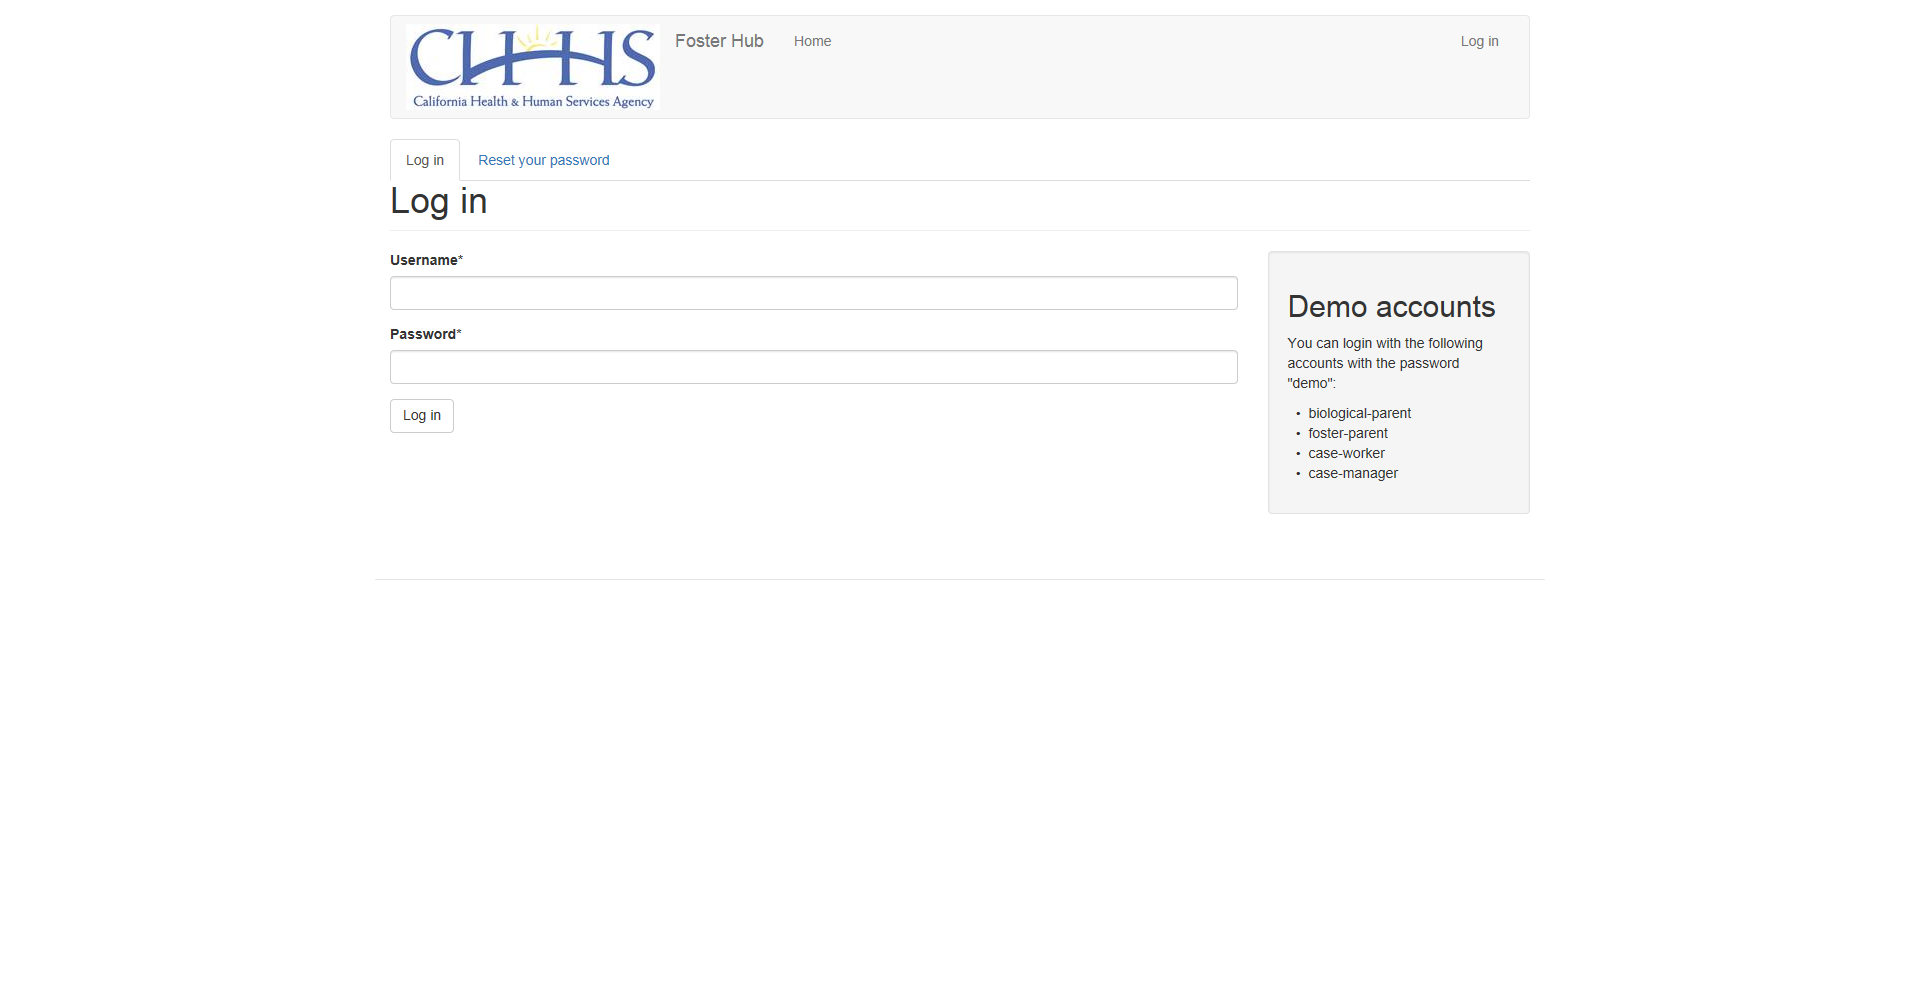 CHHS
California Health & Human Services Agency
Foster Hub
Home
Log in
Log in
Reset your password
Log in
Username*
Password*
Log in
Demo accounts
You can login with the following
accounts with the password
"demo":
• biological-parent
• foster-parent
• case-worker
• case-manager